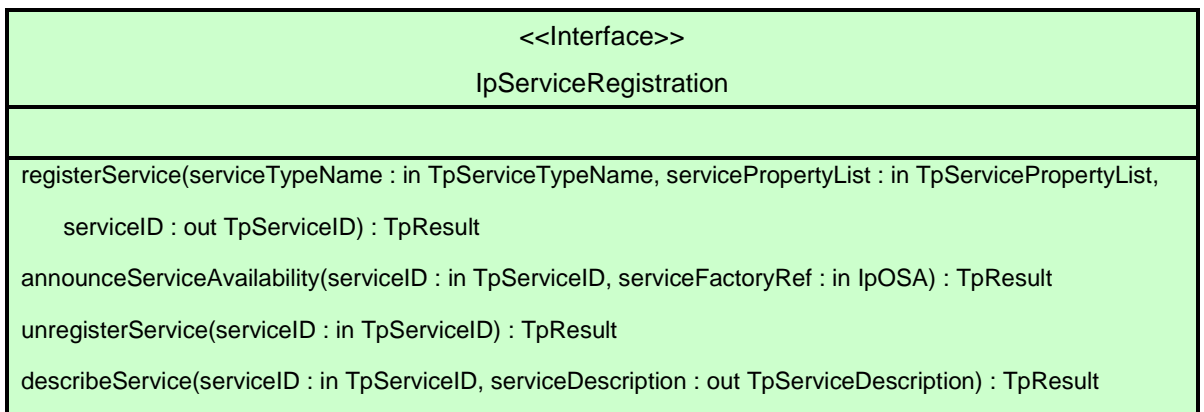 <<Interface>>
IpServiceRegistration
registerService(serviceTypeName : in TpServiceTypeName, servicePropertyList : in TpServicePropertyList,
serviceID : out TpServiceID) : TpResult
announceServiceAvailability(serviceID : in TpServiceID, serviceFactoryRef : in IpOSA) : TpResult
unregisterService(serviceID : in TpServiceID) : TpResult
describeService(serviceID : in TpServiceID, serviceDescription : out TpServiceDescription) : TpResult